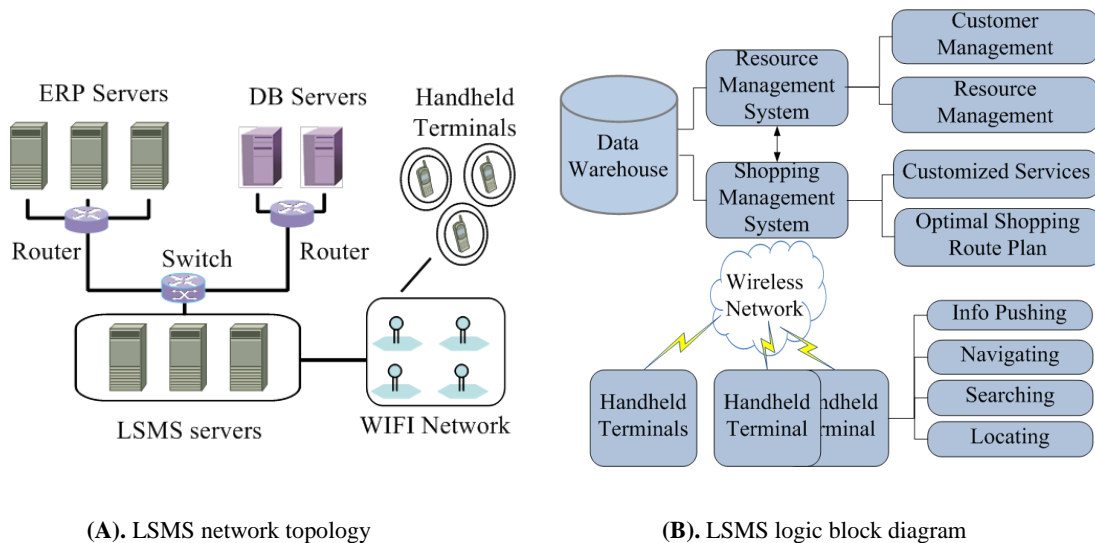 ERP Servers
DB Servers
Handheld
Terminals
Router
Router
Switch
LSMS servers
WIFI Network
(A). LSMS network topology
Data
Warehouse
Resource
Management
System
Shopping
Management
System
Customer
Management
Resource
Management
Customized Services
Optimal Shopping
Route Plan
Wireless
Network
Handheld
Terminals
Handheld
Terminal
ndheld
rminal
Info Pushing
Navigating
Searching
Locating
(B). LSMS logic block diagram